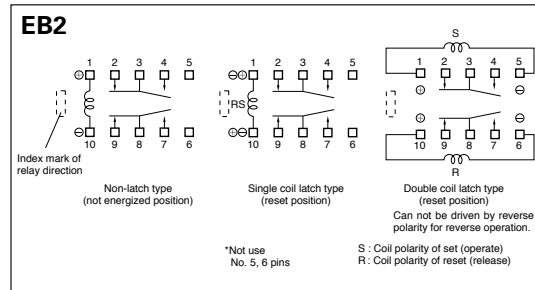 EB2
1 2 3 4 5
⊕ ⊖
10 9 8 7 6
Index mark of
relay direction
Non-latch type
(not energized position)
1 2 3 4 5
⊖⊕
RS
⊕⊖
10 9 8 7 6
Single coil latch type
(reset position)
*Not use
No. 5, 6 pins
S
1 2 3 4 5
⊕ ⊖
⊕ ⊖
10 9 8 7 6
R
Double coil latch type
(reset position)
Can not be driven by reverse
polarity for reverse operation.
S : Coil polarity of set (operate)
R : Coil polarity of reset (release)